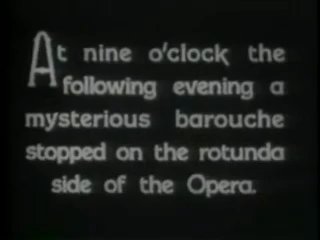 At nine o'clock the
following evening a
mysterious barouche
stopped on the rotunda
side of the Opera.